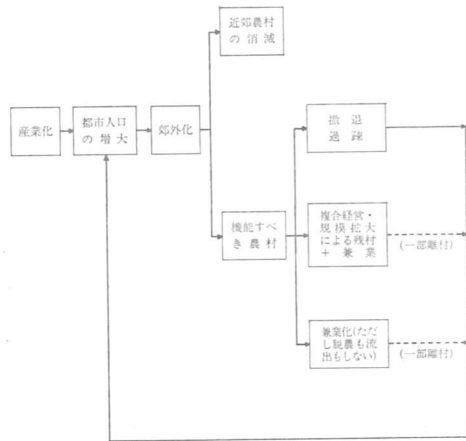 近郊農村
の消滅
産業化
都市人口
の増大
郊外化
撤退
過疎
機能すべ
き農村
複合経営・
規模拡大
による残村
+ 兼業
(一部離村)
兼業化(ただ
し脱農も流
出もしない)
(一部離村)